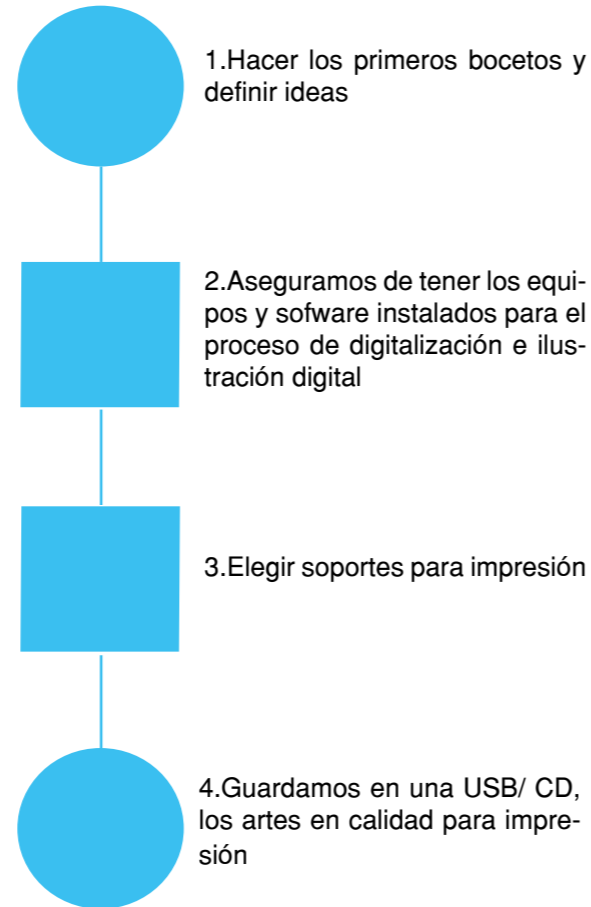 1.Hacer los primeros bocetos y
definir ideas
2.Aseguramos de tener los equi-
pos y sofware instalados para el
proceso de digitalización e ilus-
tración digital
3.Elegir soportes para impresión
4.Guardamos en una USB/ CD,
los artes en calidad para impre-
sión